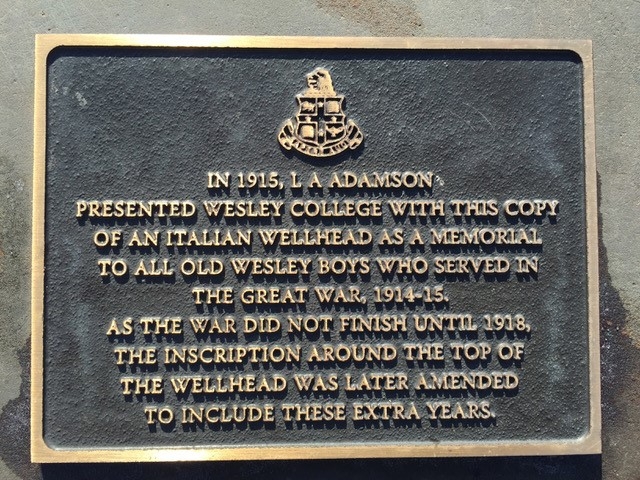 IN 1915, L A ADAMSON
PRESENTED WESLEY COLLEGE WITH THIS COPY
OF AN ITALIAN WELLHEAD AS A MEMORIAL
TO ALL OLD WESLEY BOYS WHO SERVED IN
THE GREAT WAR, 1914-15.
AS THE WAR DID NOT FINISH UNTIL 1918,
THE INSCRIPTION AROUND THE TOP OF
THE WELLHEAD WAS LATER AMENDED
TO INCLUDE THESE EXTRA YEARS.